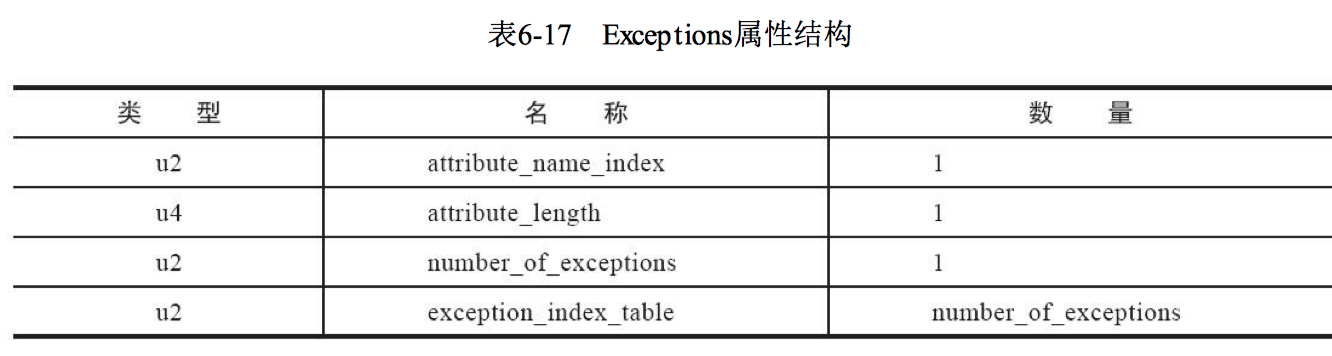 表6-17 Exceptions属性结构
类 型 名 称 数 量
u2 attribute_name_index 1
u4 attribute_length 1
u2 number_of_exceptions 1
u2 exception_index_table number_of_exceptions